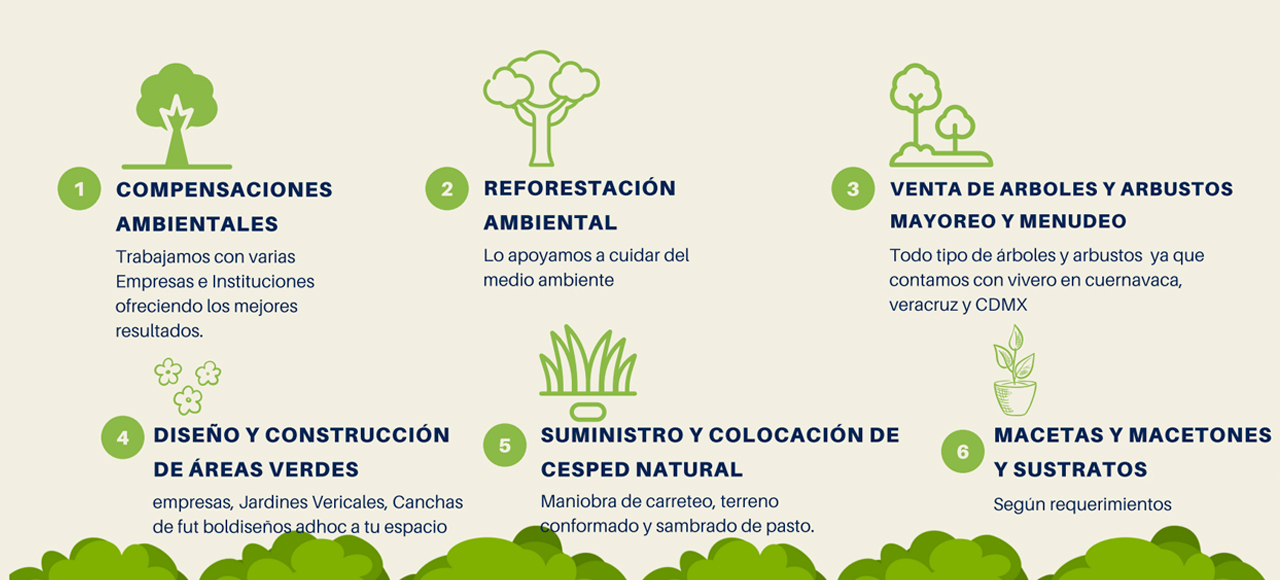 1
COMPENSACIONES
AMBIENTALES
Trabajamos con varias
Empresas e Instituciones
ofreciendo los mejores
resultados.
2
REFORESTACIÓN
AMBIENTAL
Lo apoyamos a cuidar del
medio ambiente
3
VENTA DE ARBOLES Y ARBUSTOS
MAYOREO Y MENUDEO
Todo tipo de árboles y arbustos ya que
contamos con vivero en cuernavaca,
veracruz y CDMX
4
DISEÑO Y CONSTRUCCIÓN
DE ÁREAS VERDES
empresas, Jardines Vericales, Canchas
de fut boldiseños adhoc a tu espacio
5
SUMINISTRO Y COLOCACIÓN DE
CESPED NATURAL
Maniobra de carreteo, terreno
conformado y sambrado de pasto.
6
MACETAS Y MACETONES
Y SUSTRATOS
Según requerimientos